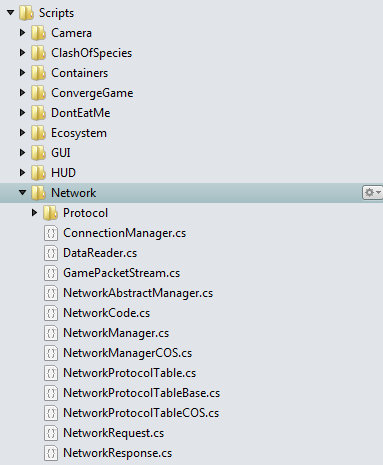 Scripts
Camera
ClashOfSpecies
Containers
ConvergeGame
DontEatMe
Ecosystem
GUI
HUD
Network
Protocol
ConnectionManager.cs
DataReader.cs
GamePacketStream.cs
NetworkAbstractManager.cs
NetworkCode.cs
NetworkManager.cs
NetworkManagerCOS.cs
NetworkProtocolTable.cs
NetworkProtocolTableBase.cs
NetworkProtocolTableCOS.cs
NetworkRequest.cs
NetworkResponse.cs